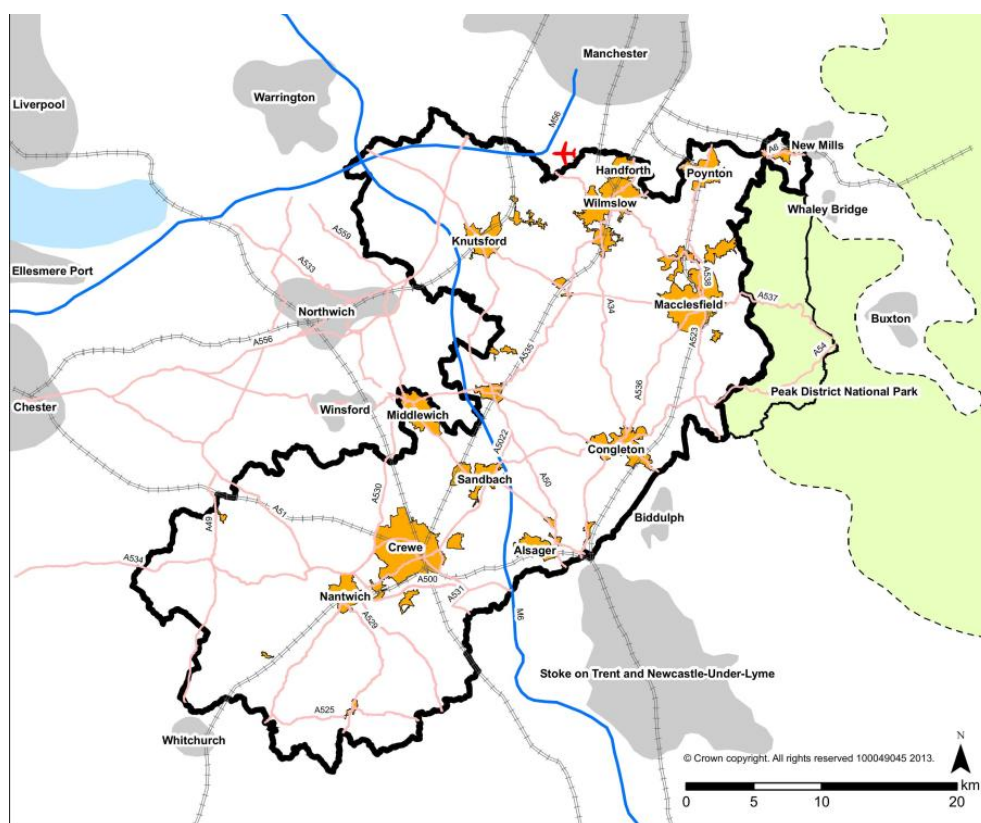 Manchester
Liverpool
Warrington
M56
Handforth
A6
New Mills
Poynton
Wilmslow
Whaley Bridge
Knutsford
A559
A533
Ellesmere Port
A538
Macclesfield
A537
Northwich
A34
Buxton
A556
A535
A523
A54
Chester
Winsford
Middlewich
A536
Peak District National Park
A5022
Congleton
Sandbach
A530
A50
A49
A51
Biddulph
Crewe
Alsager
A534
A500
A531
Nantwich
A529
M6
Stoke on Trent and Newcastle-Under-Lyme
A525
Whitchurch
© Crown copyright. All rights reserved 100049045 2013.
N
km
0 5 10 20